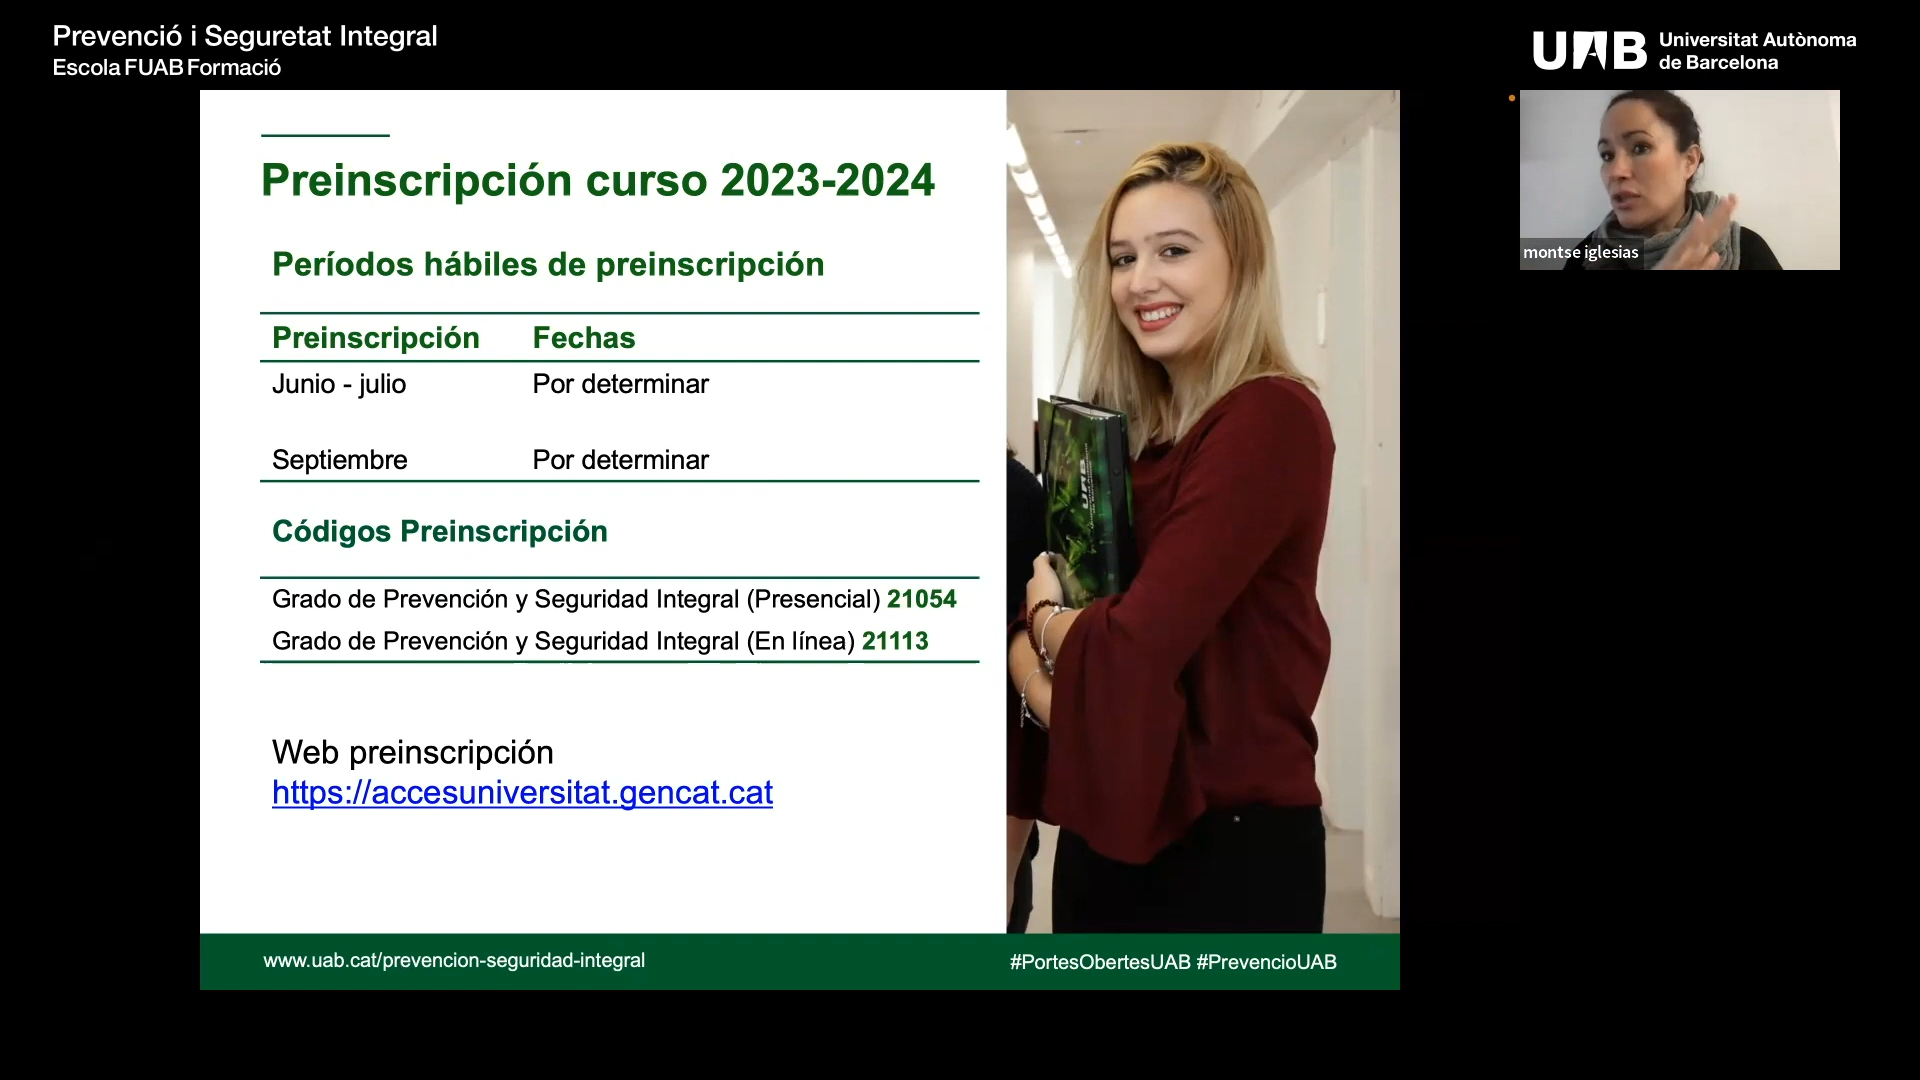 Prevenció i Seguretat Integral
Escola FUAB Formació
UAB
Universitat Autònoma
de Barcelona
montse iglesias
Preinscripción curso 2023-2024
Períodos hábiles de preinscripción
Preinscripción Fechas
Junio - julio Por determinar
Septiembre Por determinar
Códigos Preinscripción
Grado de Prevención y Seguridad Integral (Presencial) 21054
Grado de Prevención y Seguridad Integral (En línea) 21113
Web preinscripción
https://accesuniversitat.gencat.cat
UAB
www.uab.cat/prevencion-seguridad-integral
#PortesObertesUAB #PrevencioUAB